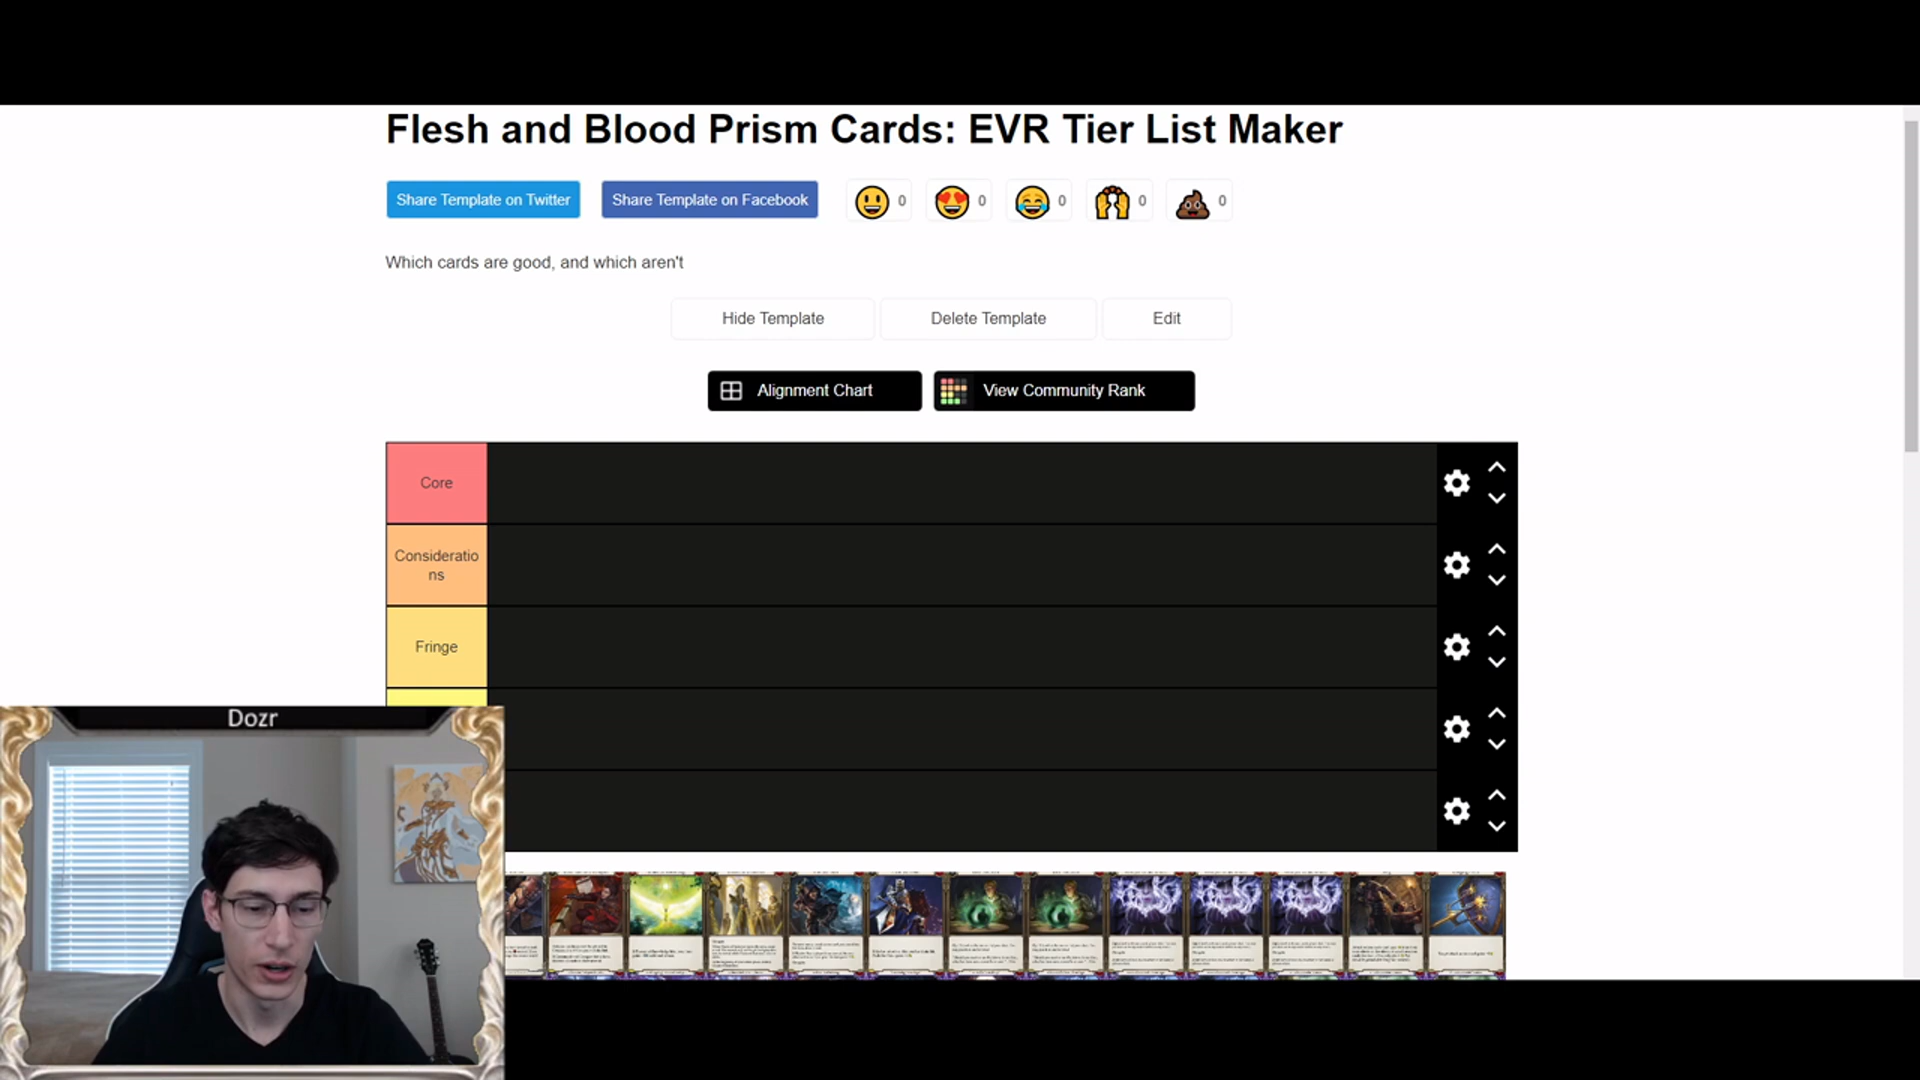 Flesh and Blood Prism Cards: EVR Tier List Maker
Share Template on Twitter
Share Template on Facebook
0
0
0
0
0
Which cards are good, and which aren't
Hide Template
Delete Template
Edit
Alignment Chart
View Community Rank
Core
Consideratio
ns
Fringe
Dozr